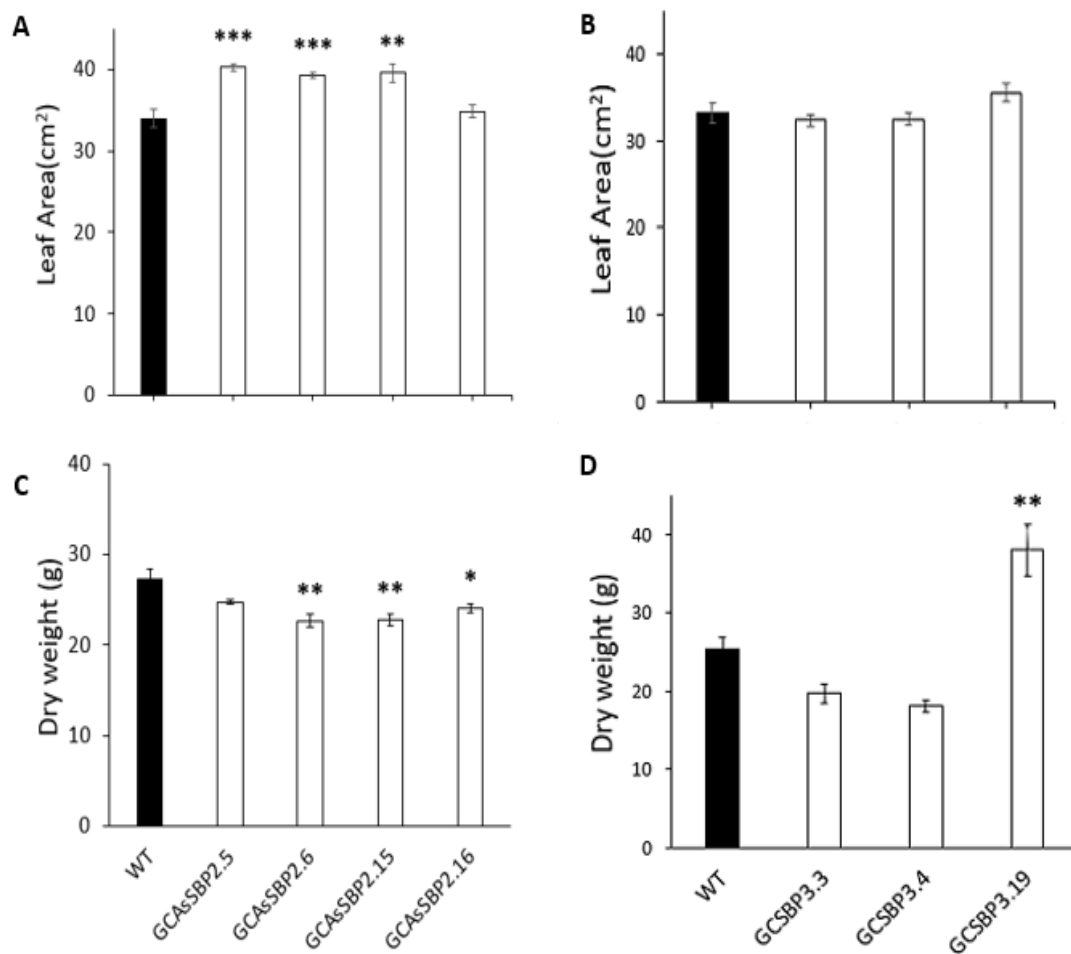 A
Leaf Area(cm²)
40
30
20
10
0
*** *** **
B
Leaf Area(cm²)
40
30
20
10
0
C
Dry weight (g)
40
30
20
10
0
** ** *
WT GCAsSBP2.5 GCAsSBP2.6 GCAsSBP2.15 GCAsSBP2.16
D
Dry weight (g)
40
30
20
10
0
**
WT GCSBP3.3 GCSBP3.4 GCSBP3.19